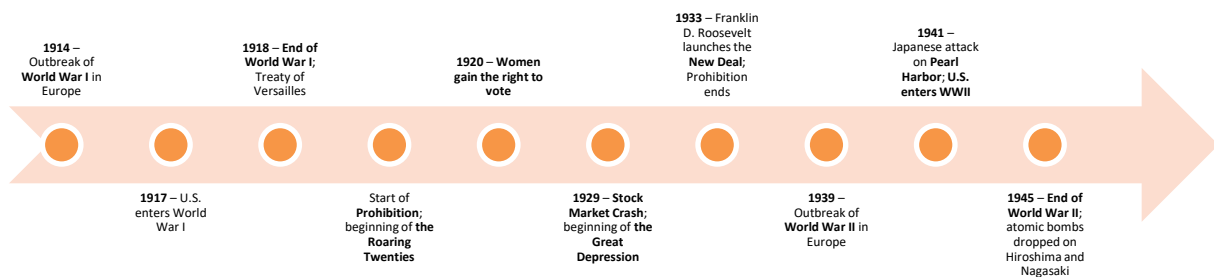 1914 –
Outbreak of
World War I in
Europe
1917 – U.S.
enters World
War I
1918 – End of
World War I;
Treaty of
Versailles
Start of
Prohibition;
beginning of the
Roaring
Twenties
1920 – Women
gain the right to
vote
1929 – Stock
Market Crash;
beginning of the
Great
Depression
1933 – Franklin
D. Roosevelt
launches the
New Deal;
Prohibition
ends
1939 –
Outbreak of
World War II in
Europe
1941 –
Japanese attack
on Pearl
Harbor; U.S.
enters WWII
1945 – End of
World War II;
atomic bombs
dropped on
Hiroshima and
Nagasaki